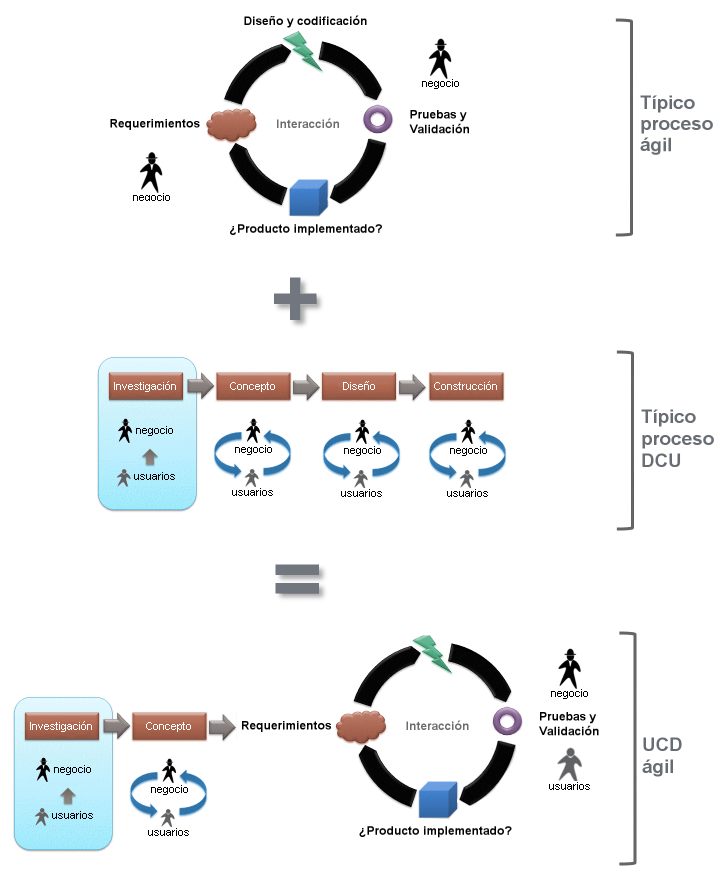 Diseño y codificación
negocio
Requerimientos
Interacción
Pruebas y
Validación
negocio
¿Producto implementado?
Típico
proceso
ágil
Investigación
Concepto
Diseño
Construcción
negocio
negocio
negocio
negocio
usuarios
usuarios
usuarios
usuarios
Típico
proceso
DCU
negocio
Investigación
Concepto
Requerimientos
Interacción
Pruebas y
Validación
negocio
negocio
usuarios
usuarios
usuarios
¿Producto implementado?
UCD
ágil